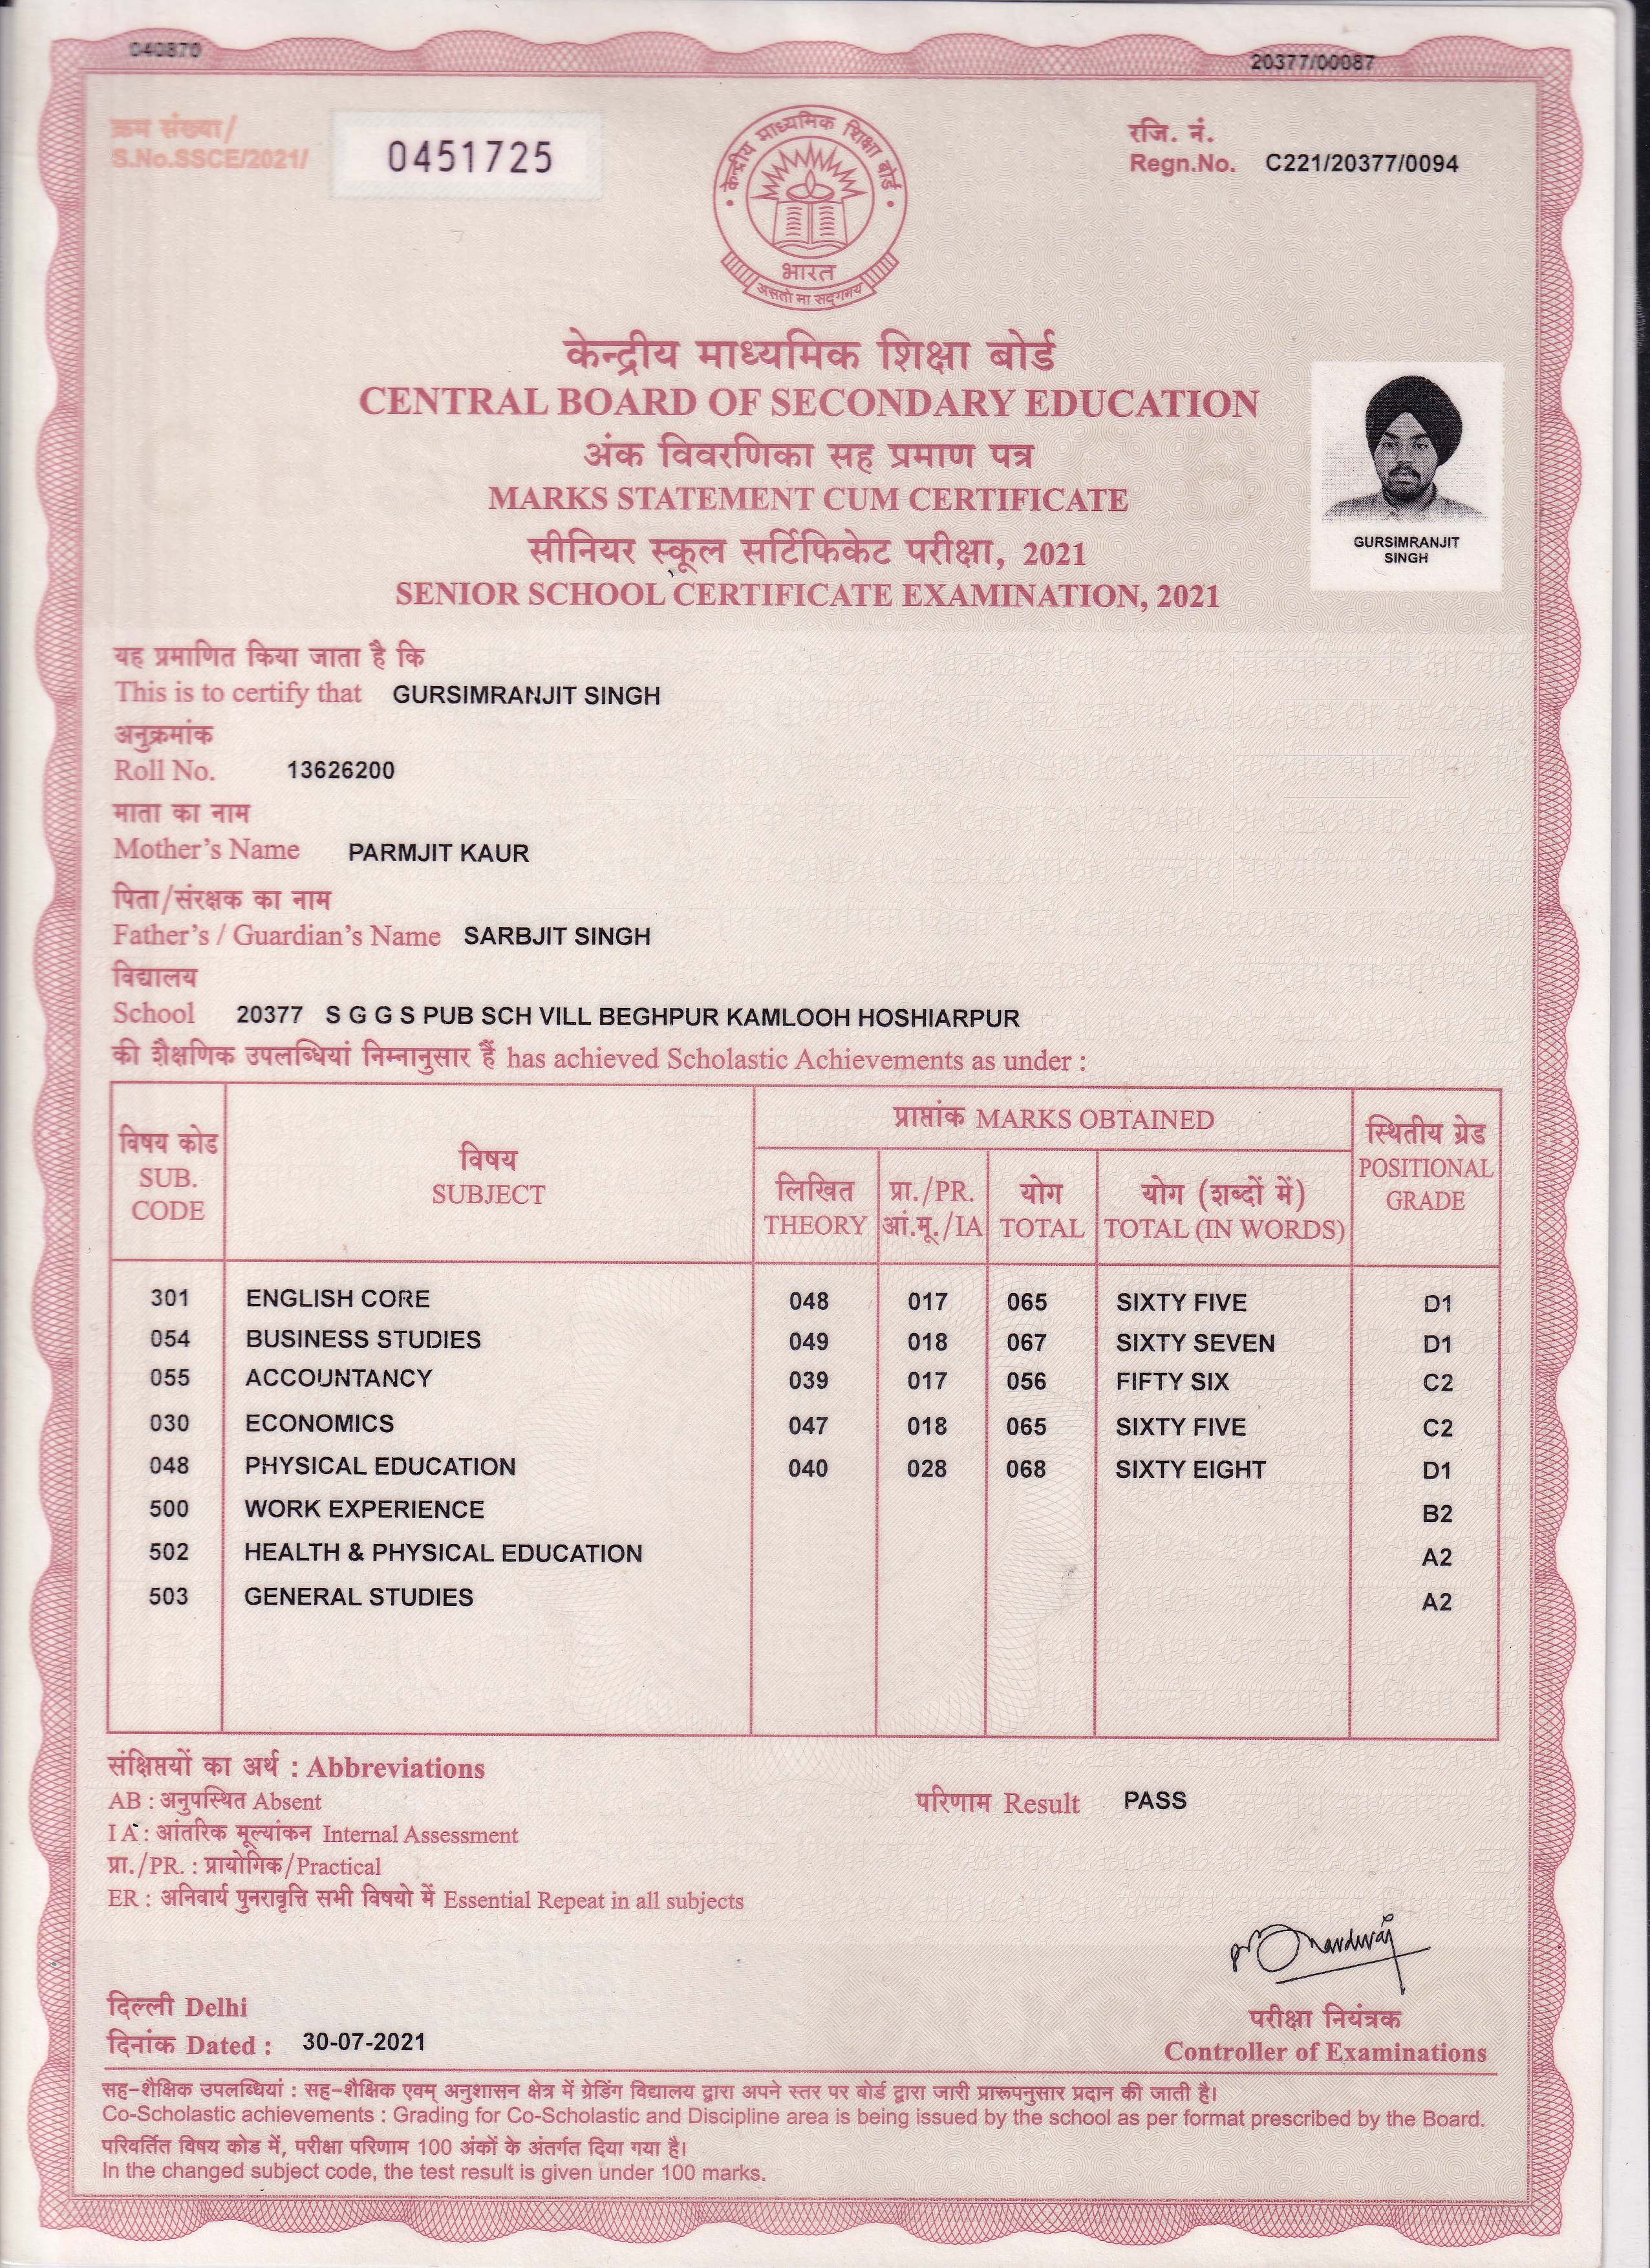 040870
20377/00087
क्रम संख्या/
S.No.SSCE/2021/
0451725
रजि. नं.
Regn.No. C221/20377/0094
केन्द्रीय माध्यमिक शिक्षा बोर्ड
भारत
असतो मा सद्गमय
केन्द्रीय माध्यमिक शिक्षा बोर्ड
CENTRAL BOARD OF SECONDARY EDUCATION
अंक विवरणिका सह प्रमाण पत्र
MARKS STATEMENT CUM CERTIFICATE
सीनियर स्कूल सर्टिफिकेट परीक्षा, 2021
SENIOR SCHOOL CERTIFICATE EXAMINATION, 2021
GURSIMRANJIT
SINGH
यह प्रमाणित किया जाता है कि
This is to certify that GURSIMRANJIT SINGH
अनुक्रमांक
Roll No. 13626200
माता का नाम
Mother's Name PARMJIT KAUR
पिता/संरक्षक का नाम
Father's / Guardian's Name SARBJIT SINGH
विद्यालय
School 20377 S G G S PUB SCH VILL BEGHPUR KAMLOOH HOSHIARPUR
की शैक्षणिक उपलब्धियां निम्नानुसार हैं has achieved Scholastic Achievements as under :
विषय कोड
SUB.
CODE
विषय
SUBJECT
प्राप्तांक MARKS OBTAINED
लिखित
THEORY
प्रा./PR.
आं.मू./IA
योग
TOTAL
योग (शब्दों में)
TOTAL (IN WORDS)
स्थितीय ग्रेड
POSITIONAL
GRADE
301 ENGLISH CORE 048 017 065 SIXTY FIVE D1
054 BUSINESS STUDIES 049 018 067 SIXTY SEVEN D1
055 ACCOUNTANCY 039 017 056 FIFTY SIX C2
030 ECONOMICS 047 018 065 SIXTY FIVE C2
048 PHYSICAL EDUCATION 040 028 068 SIXTY EIGHT D1
500 WORK EXPERIENCE B2
502 HEALTH & PHYSICAL EDUCATION A2
503 GENERAL STUDIES A2
संक्षिप्तयों का अर्थ : Abbreviations
AB : अनुपस्थित Absent
परिणाम Result PASS
I A : आंतरिक मूल्यांकन Internal Assessment
प्रा./PR. : प्रायोगिक/Practical
ER : अनिवार्य पुनरावृत्ति सभी विषयो में Essential Repeat in all subjects
दिल्ली Delhi
दिनांक Dated : 30-07-2021
परीक्षा नियंत्रक
Controller of Examinations
सह-शैक्षिक उपलब्धियां : सह-शैक्षिक एवम् अनुशासन क्षेत्र में ग्रेडिंग विद्यालय द्वारा अपने स्तर पर बोर्ड द्वारा जारी प्रारूपनुसार प्रदान की जाती है।
Co-Scholastic achievements : Grading for Co-Scholastic and Discipline area is being issued by the school as per format prescribed by the Board.
परिवर्तित विषय कोड में, परीक्षा परिणाम 100 अंकों के अंतर्गत दिया गया है।
In the changed subject code, the test result is given under 100 marks.